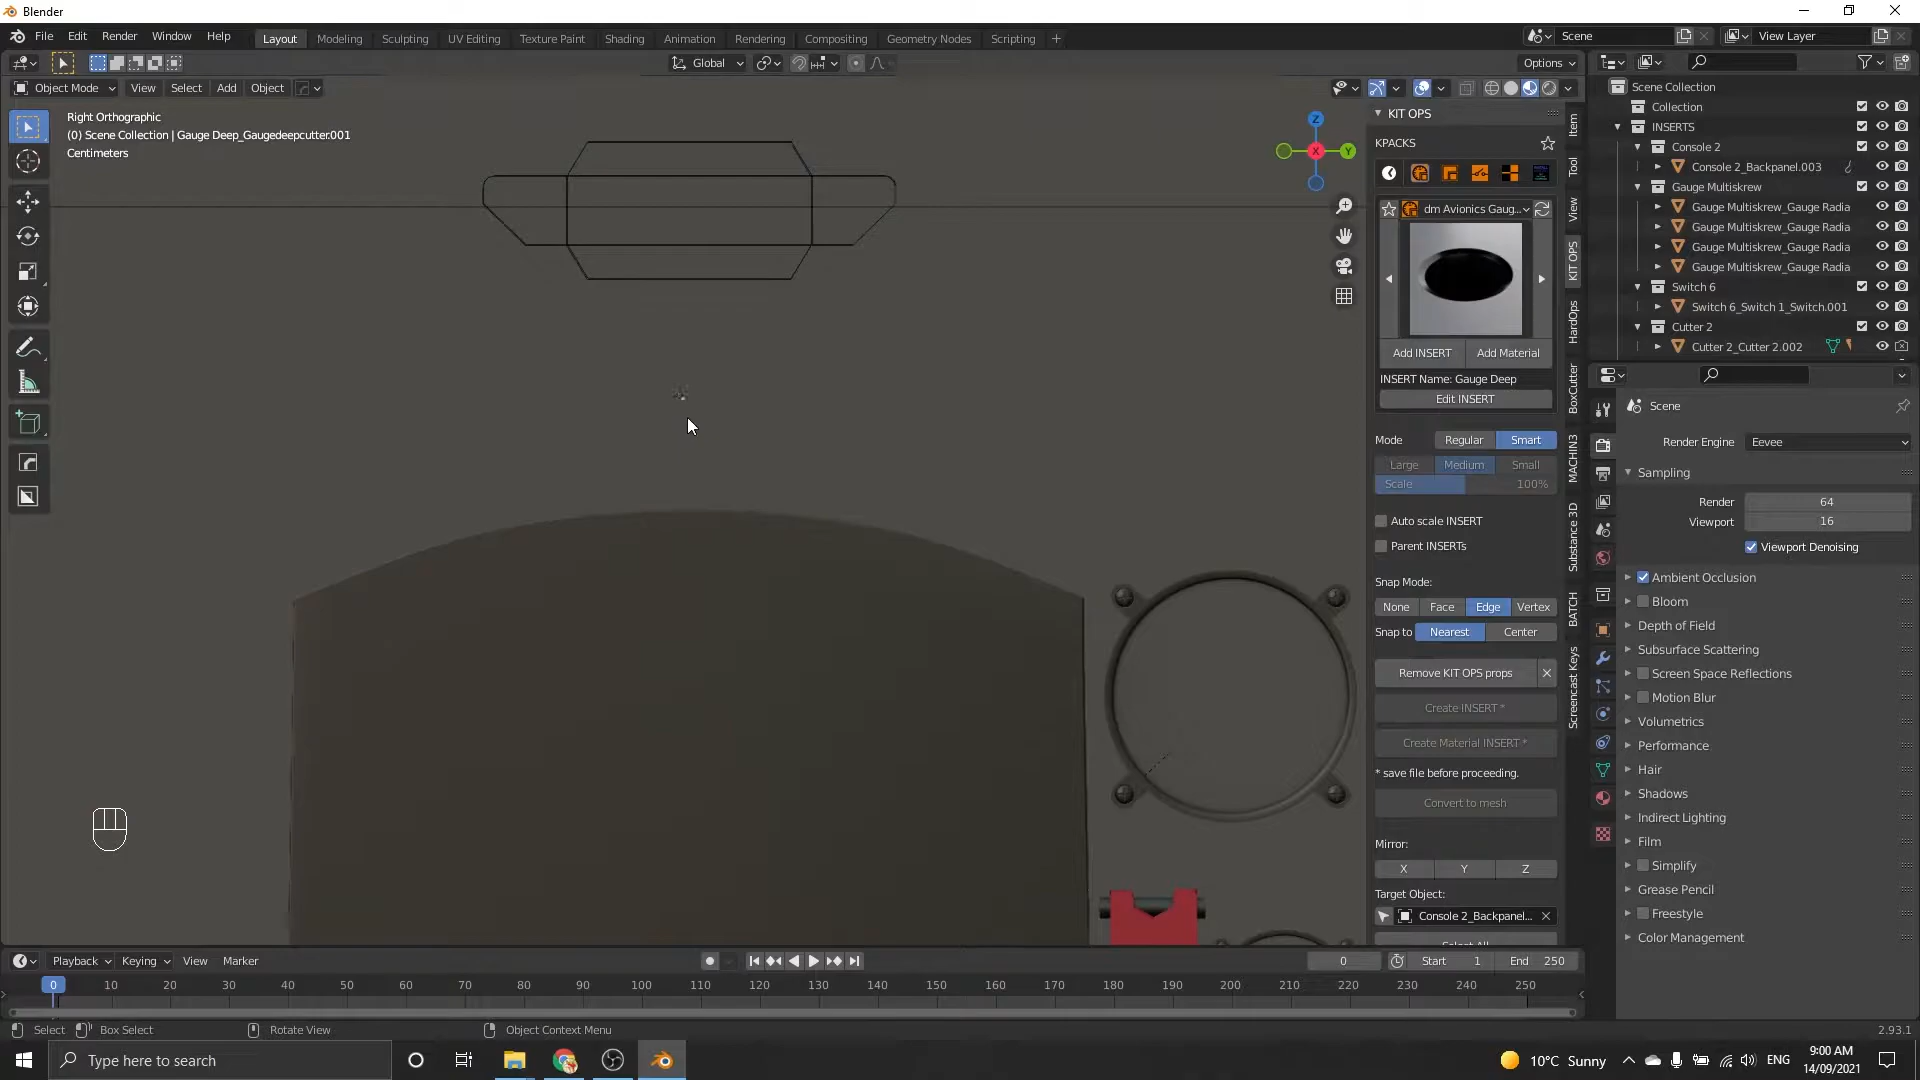 Blender
File Edit Render Window Help
Layout Modeling Sculpting UV Editing Texture Paint Shading Animation Rendering Compositing Geometry Nodes Scripting +
Scene
View Layer
Global
Options
Object Mode View Select Add Object
Right Orthographic
(0) Scene Collection | Gauge Deep_Gaugedeepcutter.001
Centimeters
Z
Y
X
KIT OPS
KPACKS
dm Avionics Gaug...
Add INSERT Add Material
INSERT Name: Gauge Deep
Edit INSERT
Mode Regular Smart
Large Medium Small
Scale 100%
Auto scale INSERT
Parent INSERTs
Snap Mode:
None Face Edge Vertex
Snap to Nearest Center
Remove KIT OPS props
Create INSERT *
Create Material INSERT *
* save file before proceeding.
Convert to mesh
Mirror:
X Y Z
Target Object:
Console 2_Backpanel...
Item
Tool
View
KIT OPS
HardOps
BoxCutter
MACHIN3
Substance 3D
BATCH
Screencast Keys
Scene Collection
Collection
INSERTS
Console 2
Console 2_Backpanel.003
Gauge Multiskrew
Gauge Multiskrew_Gauge Radia
Gauge Multiskrew_Gauge Radia
Gauge Multiskrew_Gauge Radia
Gauge Multiskrew_Gauge Radia
Switch 6
Switch 6_Switch 1_Switch.001
Cutter 2
Cutter 2_Cutter 2.002
Scene
Render Engine Eevee
Sampling
Render 64
Viewport 16
Viewport Denoising
Ambient Occlusion
Bloom
Depth of Field
Subsurface Scattering
Screen Space Reflections
Motion Blur
Volumetrics
Performance
Hair
Shadows
Indirect Lighting
Film
Simplify
Grease Pencil
Freestyle
Color Management
Playback Keying View Marker
0 Start 1 End 250
0 10 20 30 40 50 60 70 80 90 100 110 120 130 140 150 160 170 180 190 200 210 220 230 240 250
Select Box Select Rotate View Object Context Menu 2.93.1
Type here to search
10°C Sunny
ENG
9:00 AM
14/09/2021